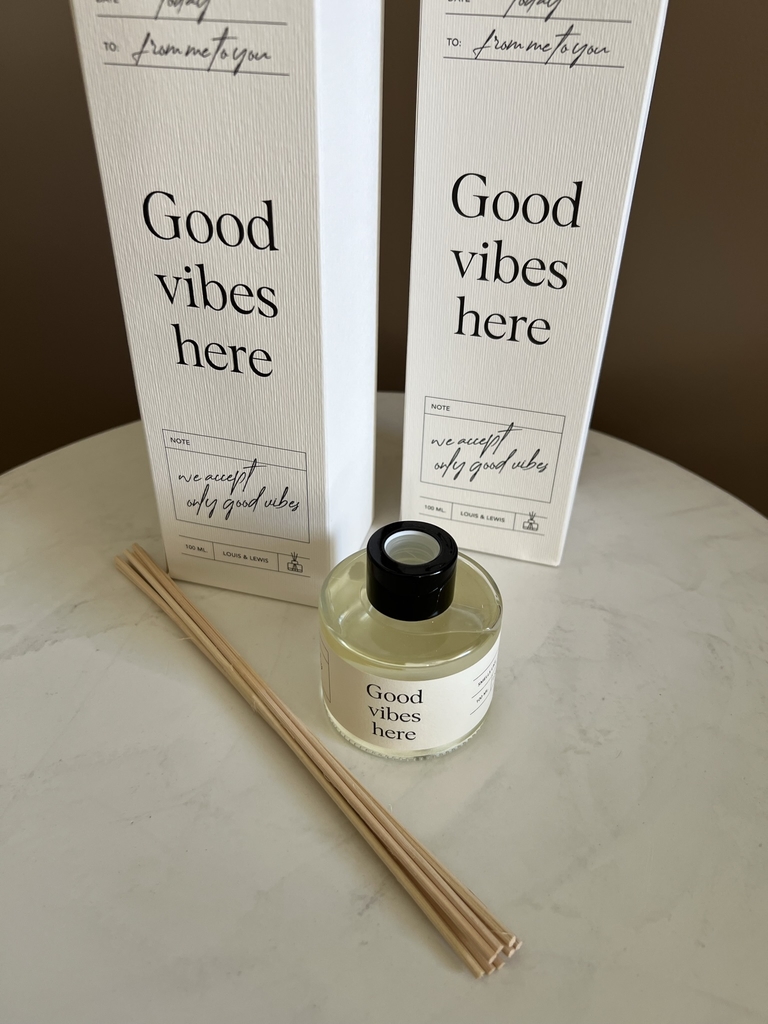 today
TO: from me to you
Good
vibes
here
NOTE
we accept
only good vibes
100 ML. LOUIS & LEWIS
today
TO: from me to you
Good
vibes
here
NOTE
we accept
only good vibes
100 ML. LOUIS & LEWIS
Good
vibes
here